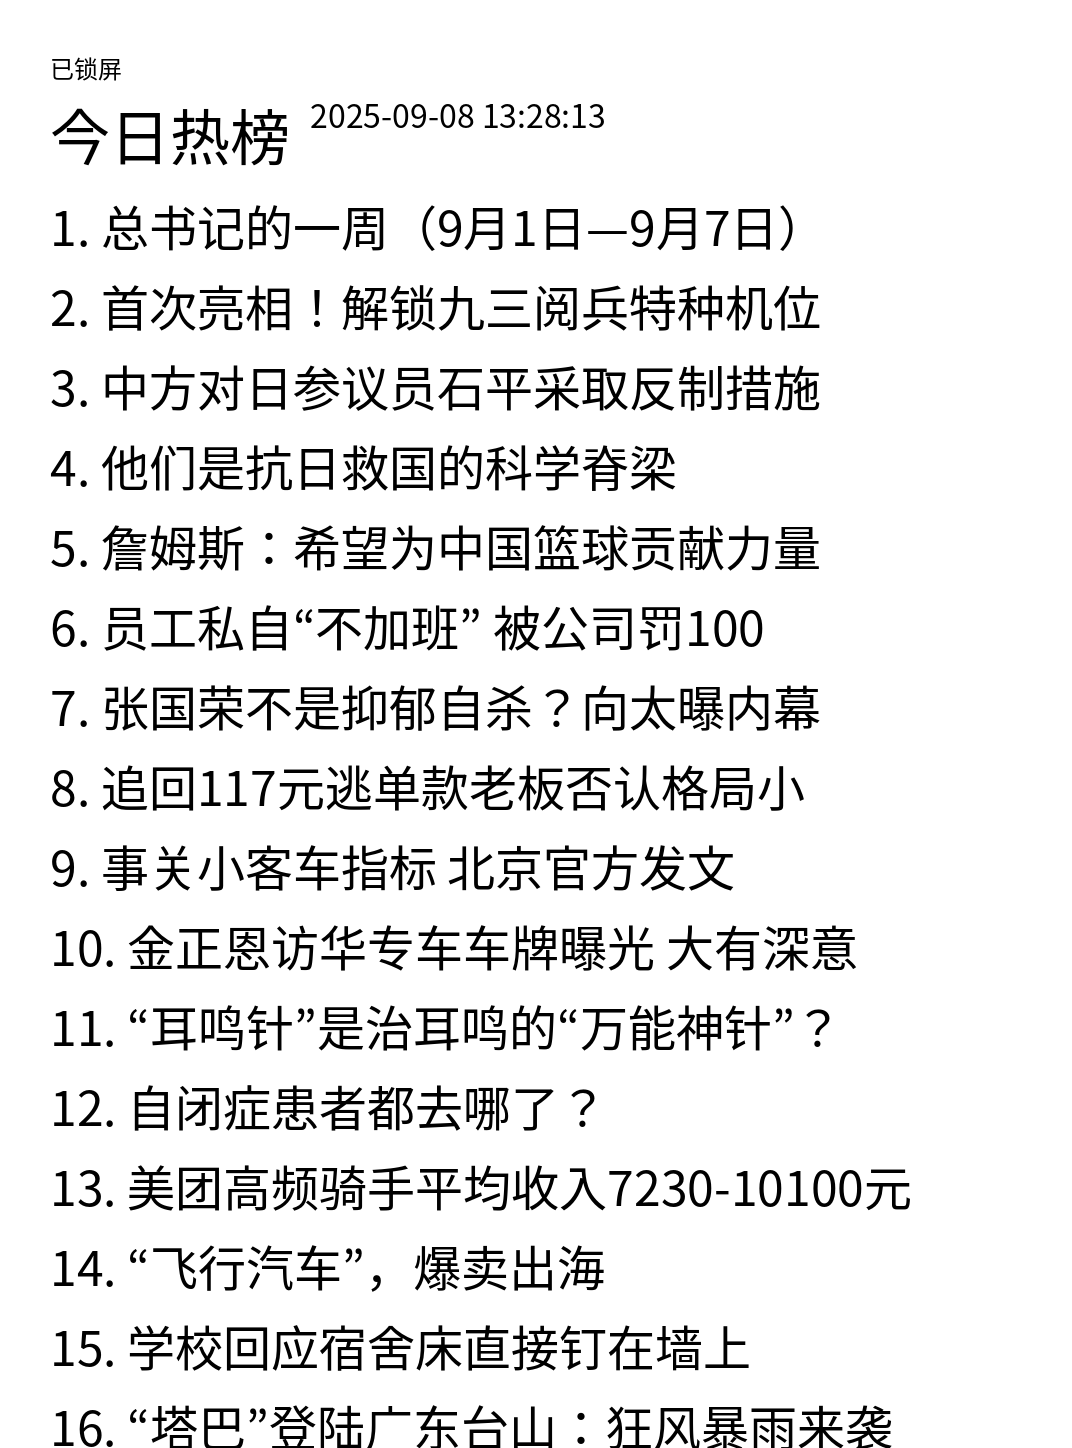 已锁屏
今日热榜 2025-09-08 13:28:13
1. 总书记的一周（9月1日—9月7日）
2. 首次亮相！解锁九三阅兵特种机位
3. 中方对日参议员石平采取反制措施
4. 他们是抗日救国的科学脊梁
5. 詹姆斯：希望为中国篮球贡献力量
6. 员工私自“不加班” 被公司罚100
7. 张国荣不是抑郁自杀？向太曝内幕
8. 追回117元逃单款老板否认格局小
9. 事关小客车指标 北京官方发文
10. 金正恩访华专车车牌曝光 大有深意
11. “耳鸣针”是治耳鸣的“万能神针”？
12. 自闭症患者都去哪了？
13. 美团高频骑手平均收入7230-10100元
14. “飞行汽车”，爆卖出海
15. 学校回应宿舍床直接钉在墙上
16. “塔巴”登陆广东台山：狂风暴雨来袭